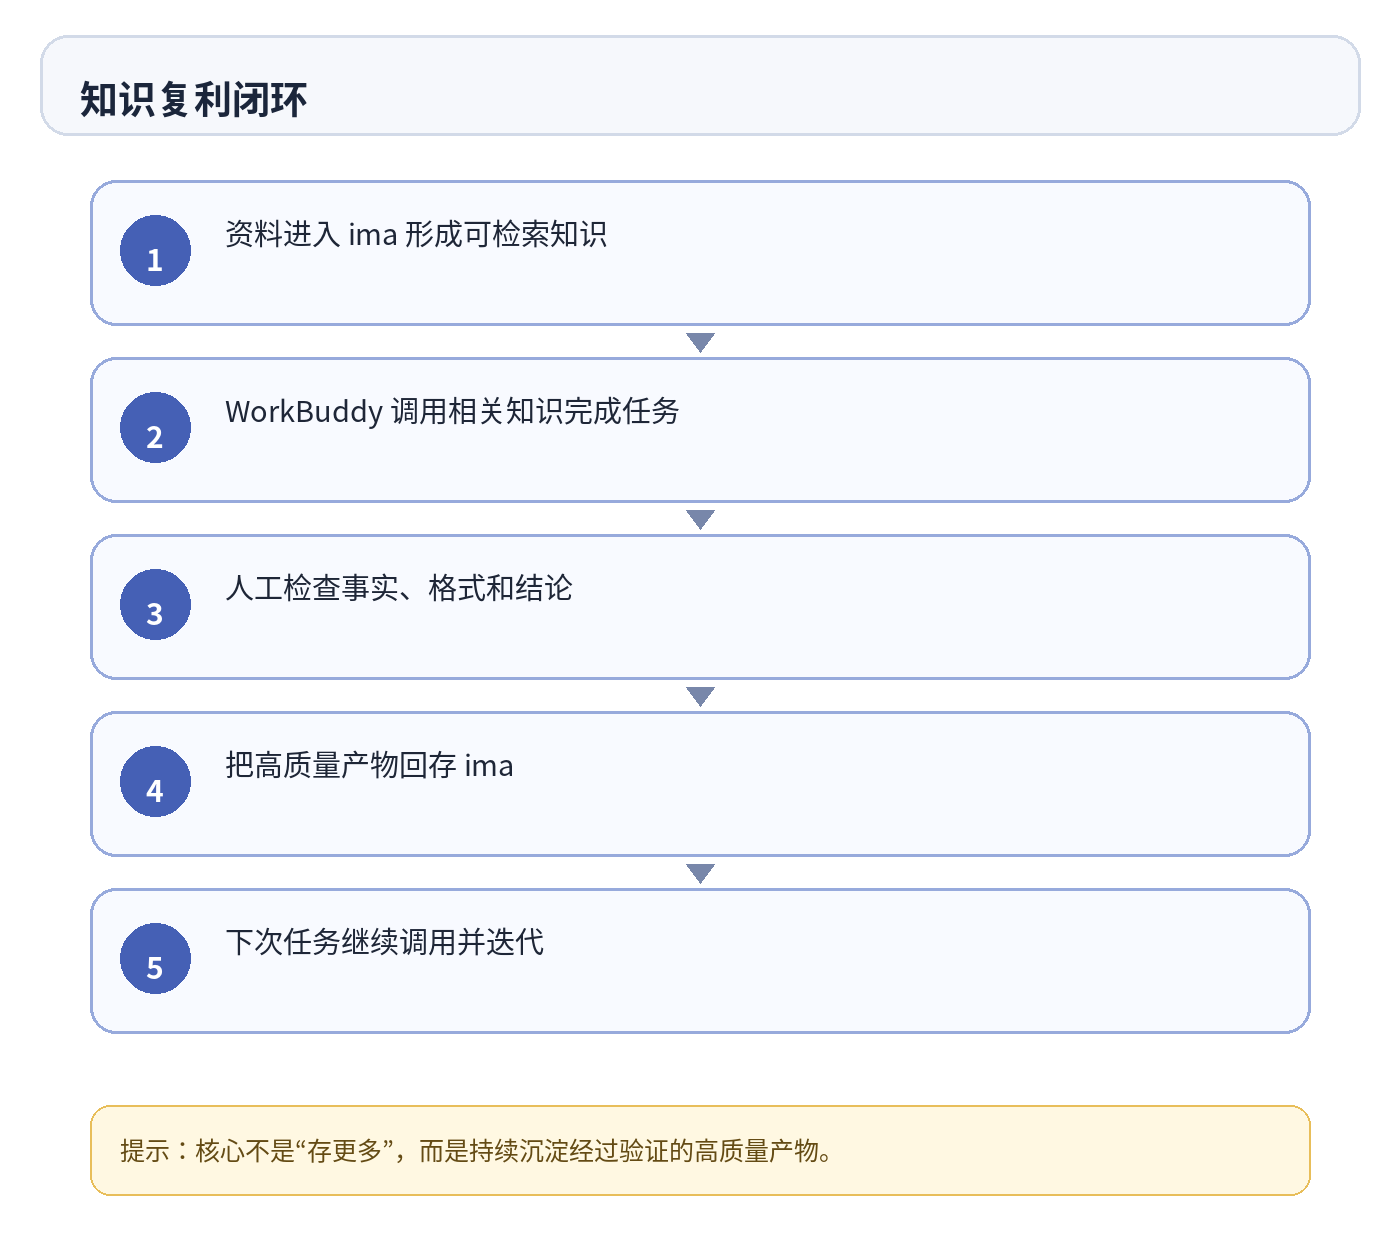 知识复利闭环
1
资料进入 ima 形成可检索知识
2
WorkBuddy 调用相关知识完成任务
3
人工检查事实、格式和结论
4
把高质量产物回存 ima
5
下次任务继续调用并迭代
提示：核心不是“存更多”，而是持续沉淀经过验证的高质量产物。